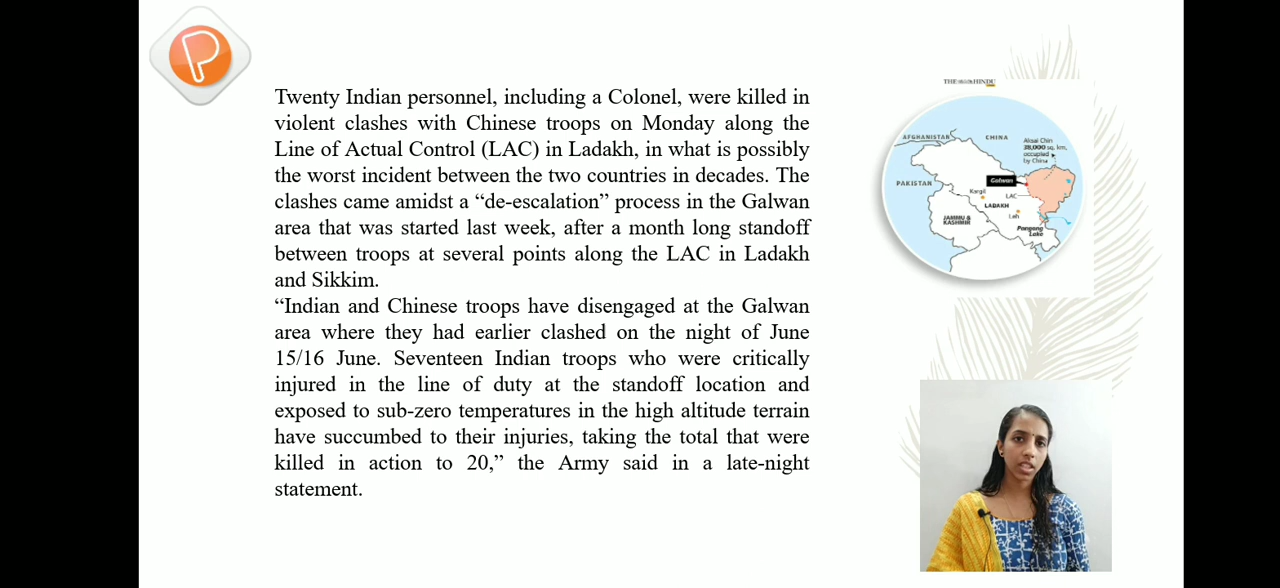 P
Twenty Indian personnel, including a Colonel, were killed in
violent clashes with Chinese troops on Monday along the
Line of Actual Control (LAC) in Ladakh, in what is possibly
the worst incident between the two countries in decades. The
clashes came amidst a “de-escalation” process in the Galwan
area that was started last week, after a month long standoff
between troops at several points along the LAC in Ladakh
and Sikkim.
“Indian and Chinese troops have disengaged at the Galwan
area where they had earlier clashed on the night of June
15/16 June. Seventeen Indian troops who were critically
injured in the line of duty at the standoff location and
exposed to sub-zero temperatures in the high altitude terrain
have succumbed to their injuries, taking the total that were
killed in action to 20,” the Army said in a late-night
statement.
THE HINDU
AFGHANISTAN
CHINA
Aksai Chin
38,000 sq. km,
occupied
by China
PAKISTAN
Galwan
Kargil
LAC
LADAKH
Leh
JAMMU &
KASHMIR
Pangong
Lake